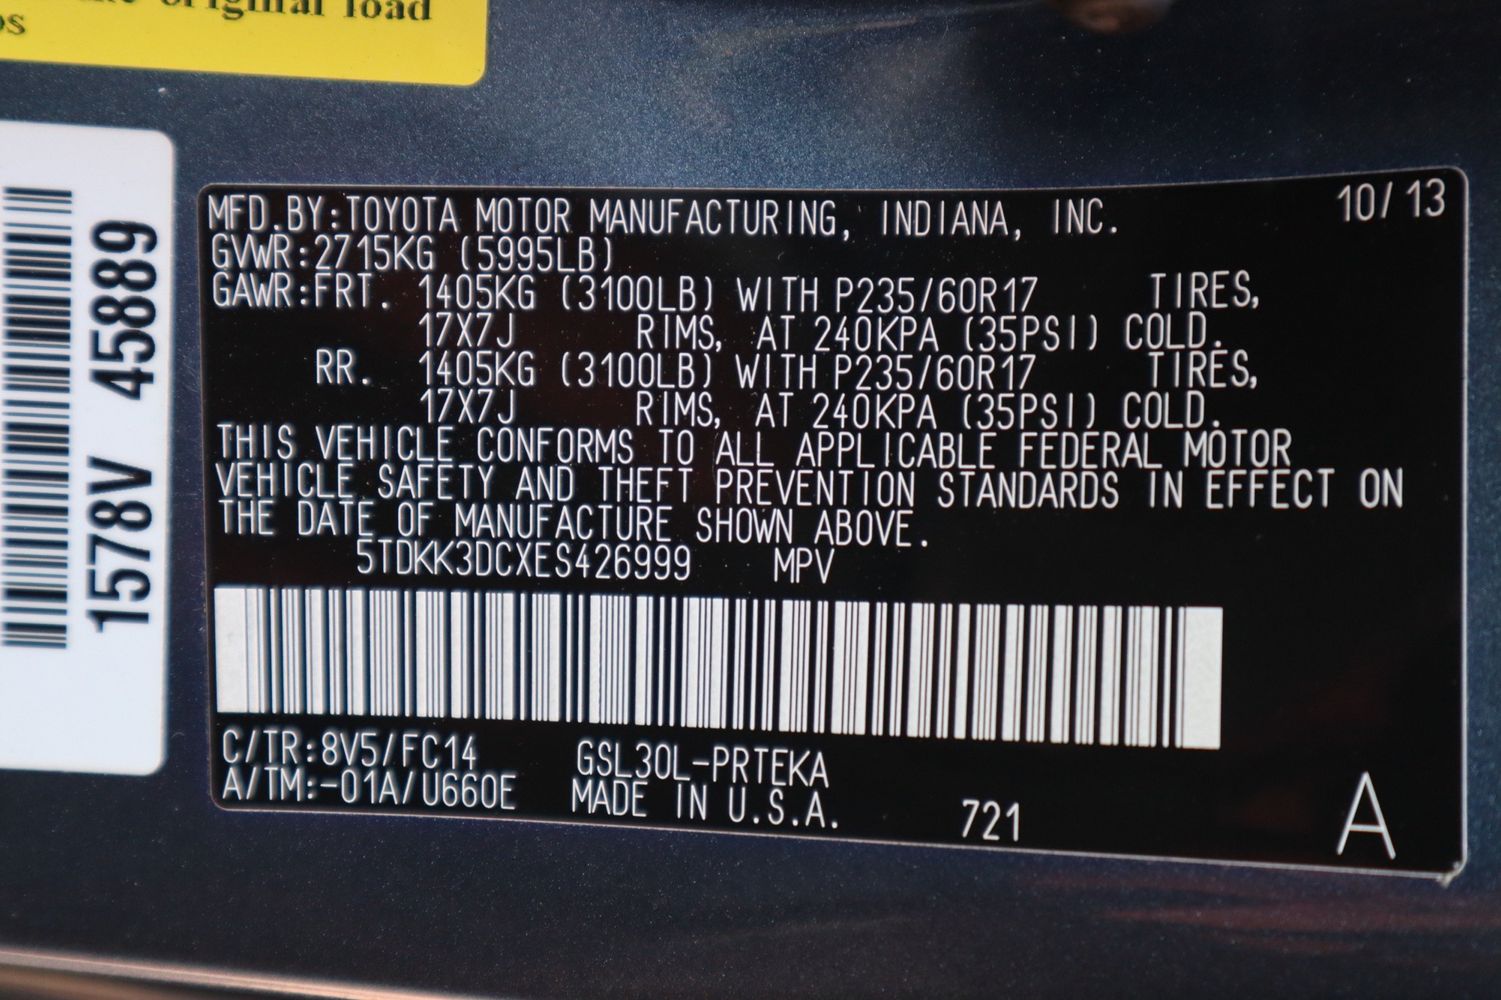 original load
1578V 45889
MFD.BY:TOYOTA MOTOR MANUFACTURING, INDIANA, INC. 10/13
GVWR:2715KG (5995LB)
GAWR:FRT. 1405KG (3100LB) WITH P235/60R17 TIRES,
17X7J RIMS, AT 240KPA (35PSI) COLD.
RR. 1405KG (3100LB) WITH P235/60R17 TIRES,
17X7J RIMS, AT 240KPA (35PSI) COLD.
THIS VEHICLE CONFORMS TO ALL APPLICABLE FEDERAL MOTOR
VEHICLE SAFETY AND THEFT PREVENTION STANDARDS IN EFFECT ON
THE DATE OF MANUFACTURE SHOWN ABOVE.
5TDKK3DCXES426999 MPV
C/TR:8V5/FC14 GSL30L-PRTEKA
A/TM:-01A/U660E MADE IN U.S.A. 721 A